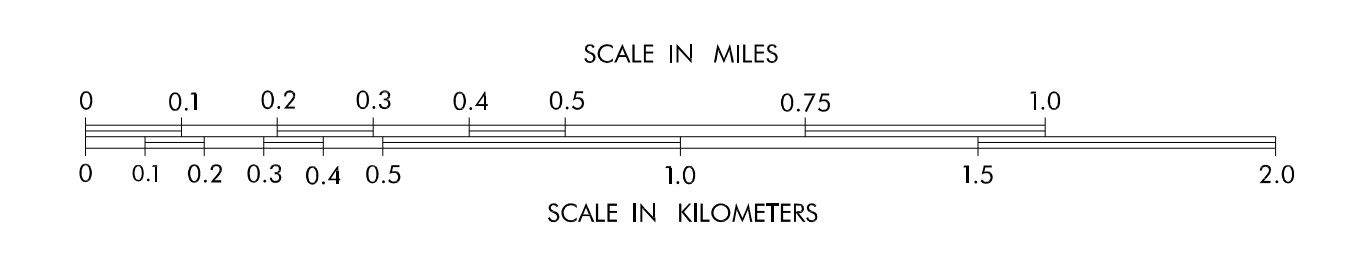 SCALE IN MILES
0 0.1 0.2 0.3 0.4 0.5 0.75 1.0
0 0.1 0.2 0.3 0.4 0.5 1.0 1.5 2.0
SCALE IN KILOMETERS